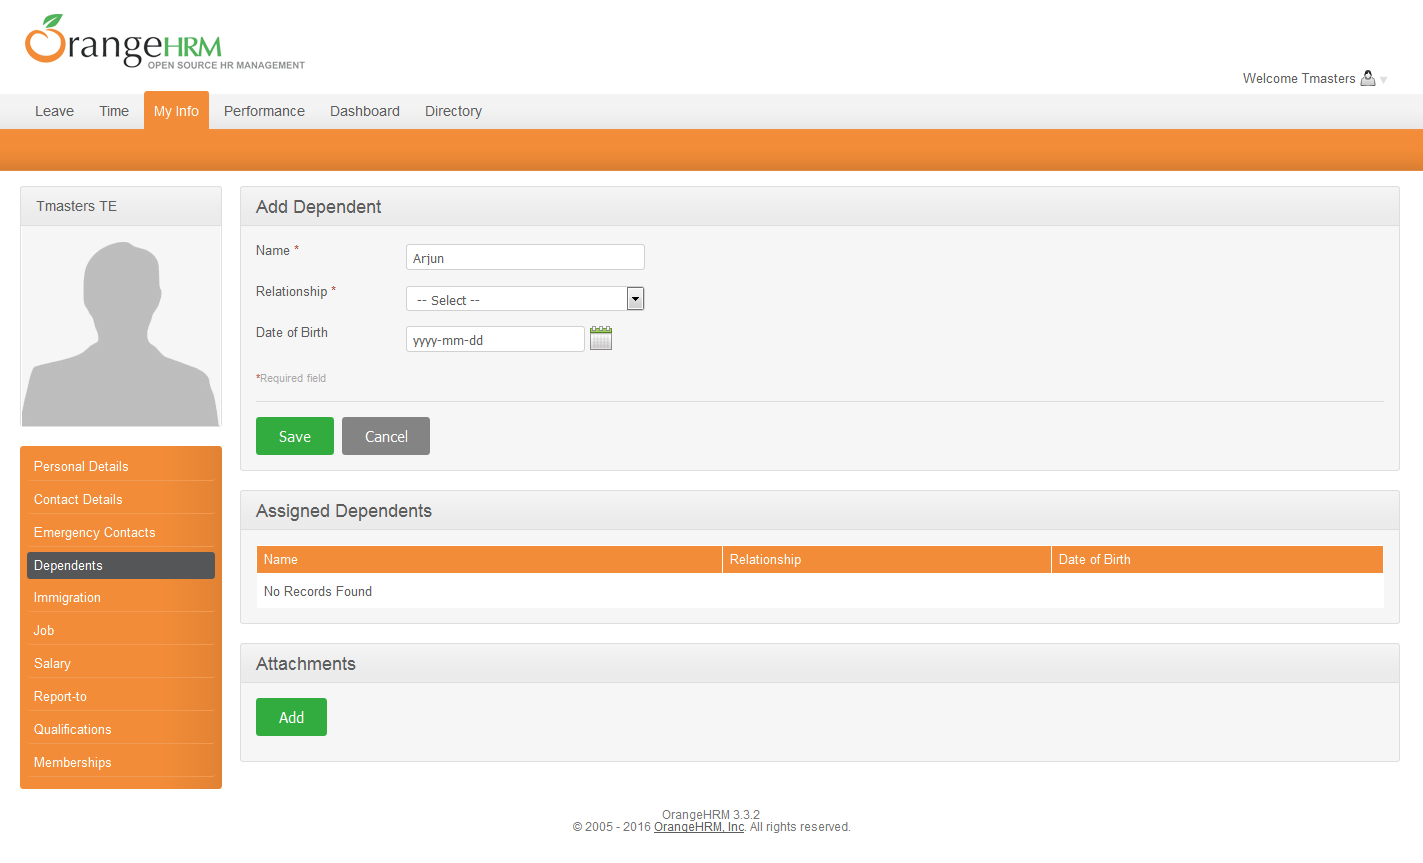 OrangeHRM
OPEN SOURCE HR MANAGEMENT
Welcome Tmasters
Leave Time My Info Performance Dashboard Directory
Tmasters TE
Personal Details
Contact Details
Emergency Contacts
Dependents
Immigration
Job
Salary
Report-to
Qualifications
Memberships
Add Dependent
Name * Arjun
Relationship * -- Select --
Date of Birth yyyy-mm-dd
*Required field
Save Cancel
Assigned Dependents
Name Relationship Date of Birth
No Records Found
Attachments
Add
OrangeHRM 3.3.2
© 2005 - 2016 OrangeHRM, Inc. All rights reserved.